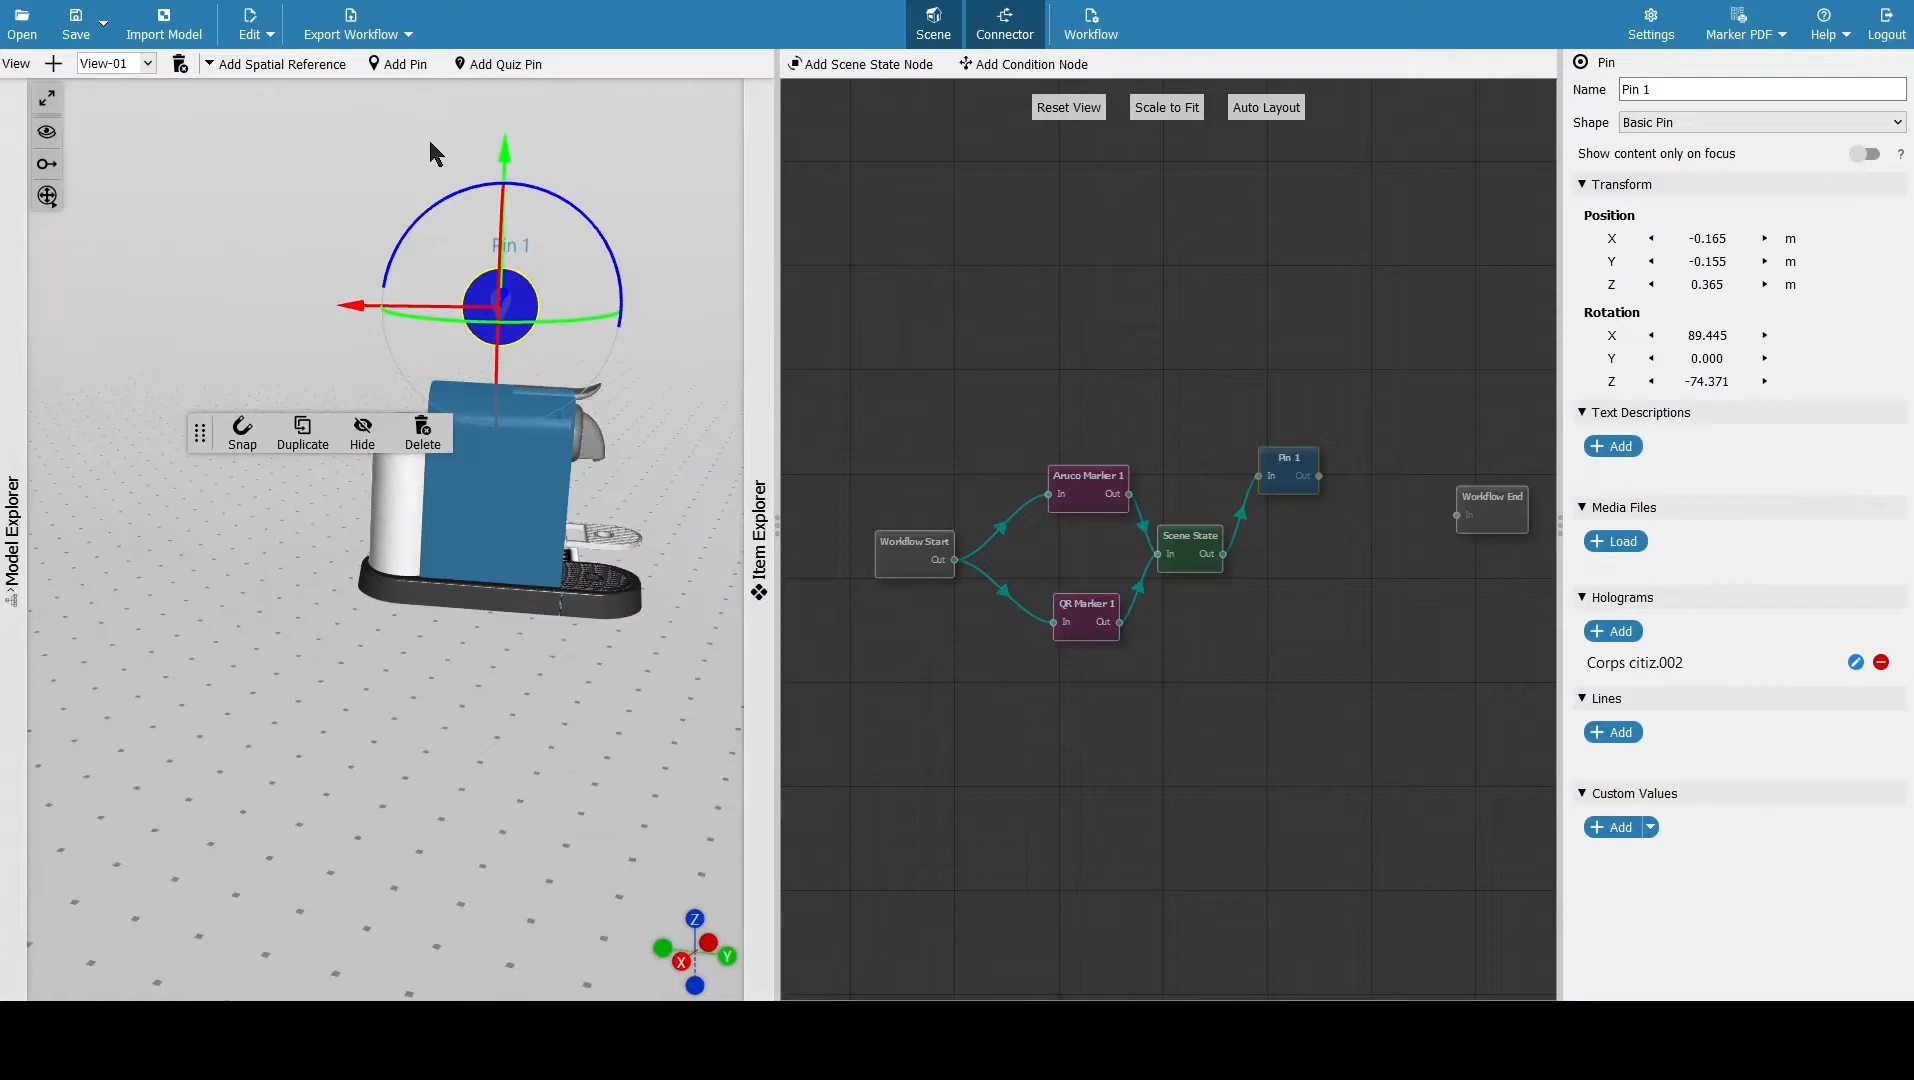 Open
Save
Import Model
Edit
Export Workflow
Scene
Connector
Workflow
Settings
Marker PDF
Help
Logout
View
View-01
Add Spatial Reference
Add Pin
Add Quiz Pin
Add Scene State Node
Add Condition Node
Reset View
Scale to Fit
Auto Layout
Pin 1
Snap
Duplicate
Hide
Delete
Model Explorer
Item Explorer
Z
X
Y
Workflow Start
Out
Aruco Marker 1
In Out
QR Marker 1
In Out
Scene State
In Out
Pin 1
In Out
Workflow End
In
Pin
Name Pin 1
Shape Basic Pin
Show content only on focus ?
Transform
Position
X -0.165 m
Y -0.155 m
Z 0.365 m
Rotation
X 89.445
Y 0.000
Z -74.371
Text Descriptions
+ Add
Media Files
+ Load
Holograms
+ Add
Corps citiz.002
Lines
+ Add
Custom Values
+ Add